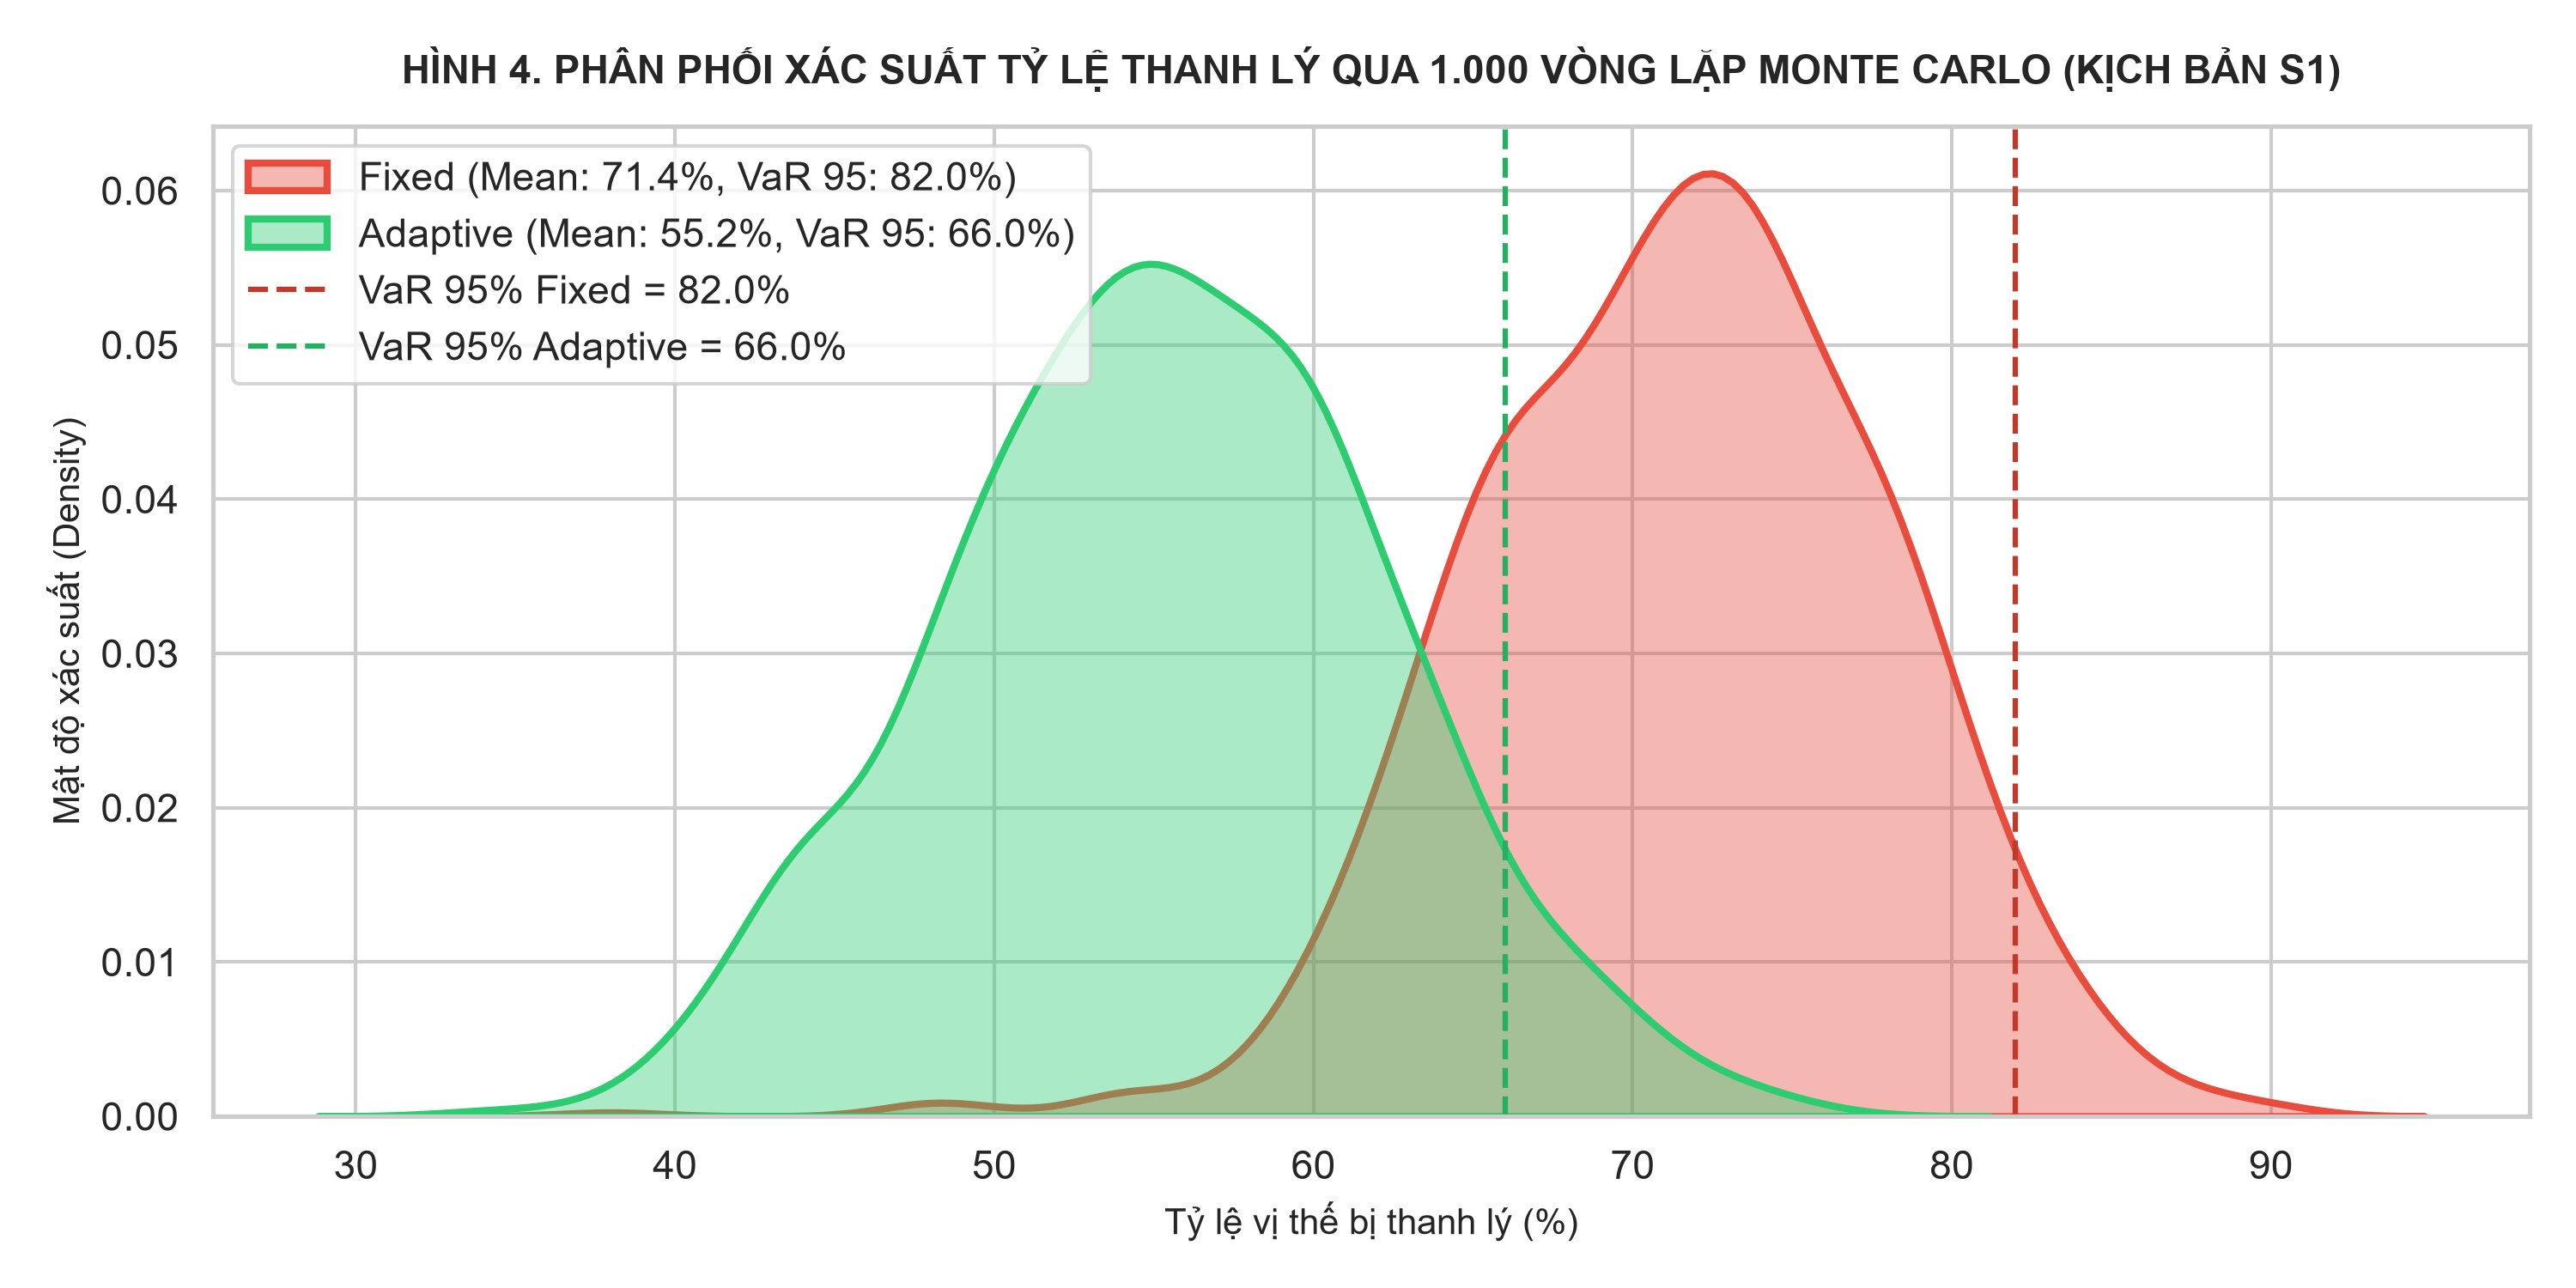 HÌNH 4. PHÂN PHỐI XÁC SUẤT TỶ LỆ THANH LÝ QUA 1.000 VÒNG LẶP MONTE CARLO (KỊCH BẢN S1)
Fixed (Mean: 71.4%, VaR 95: 82.0%)
Adaptive (Mean: 55.2%, VaR 95: 66.0%)
VaR 95% Fixed = 82.0%
VaR 95% Adaptive = 66.0%
Mật độ xác suất (Density)
0.06
0.05
0.04
0.03
0.02
0.01
0.00
30 40 50 60 70 80 90
Tỷ lệ vị thế bị thanh lý (%)